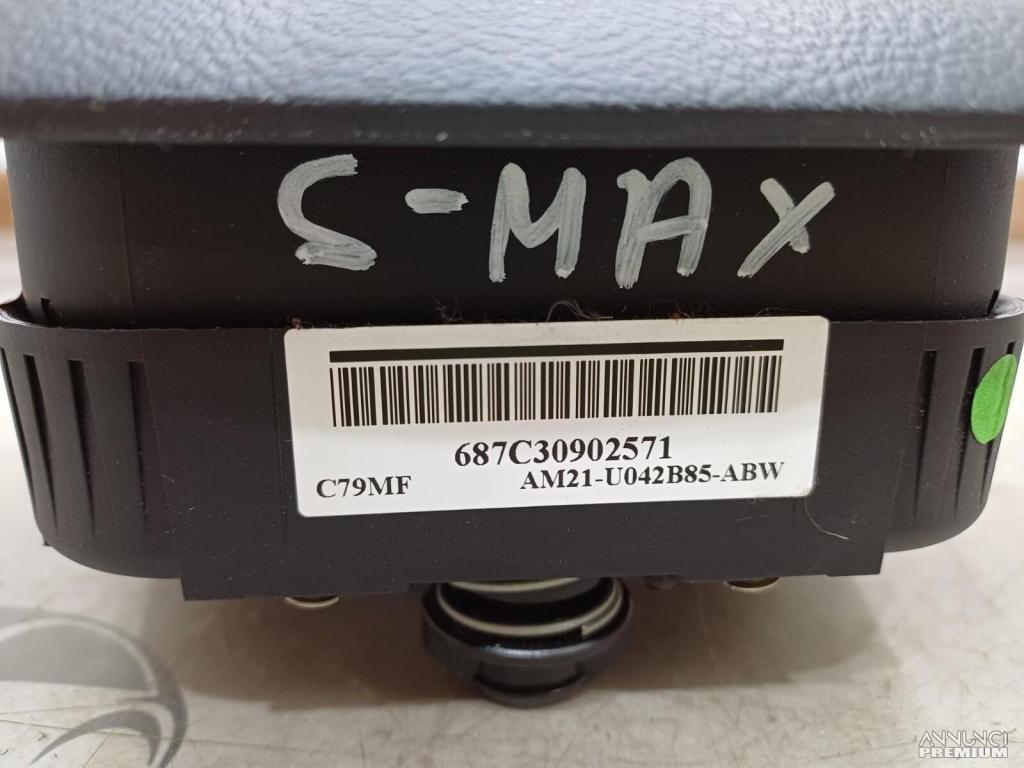 S-MAX
687C30902571
C79MF AM21-U042B85-ABW
ANNUNCI
PREMIUM